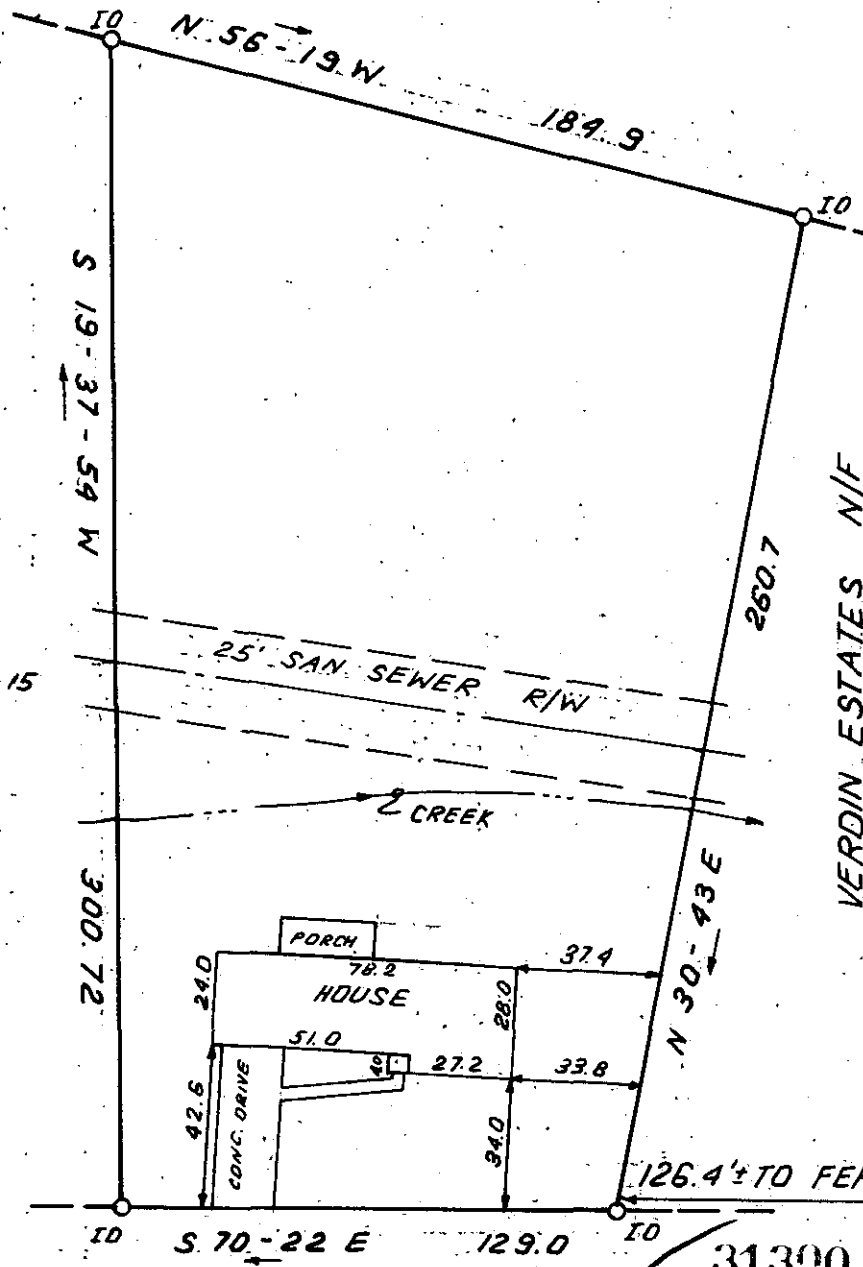 IO
N 56-19 W
184.9
IO
S 19-37-54 W
260.7
VERDIN ESTATES N/F
25' SAN SEWER R/W
15
CREEK
300.72
N 30-43 E
PORCH
78.2
37.4
24.0
HOUSE
28.0
51.0
4.0
27.2
33.8
42.6
CONC. DRIVE
34.0
126.4'± TO
IO
S 70-22 E
129.0
IO
31390